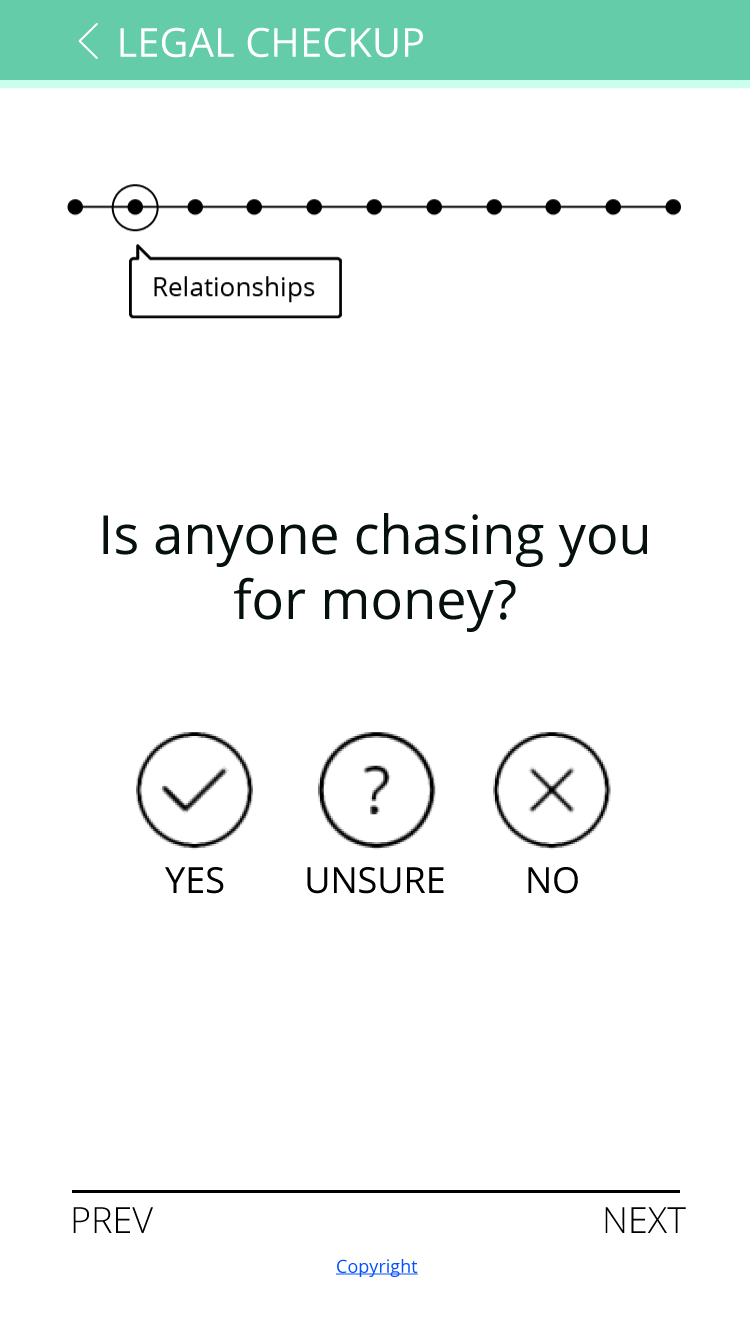 LEGAL CHECKUP
Relationships
Is anyone chasing you
for money?
?
YES UNSURE NO
PREV NEXT
Copyright